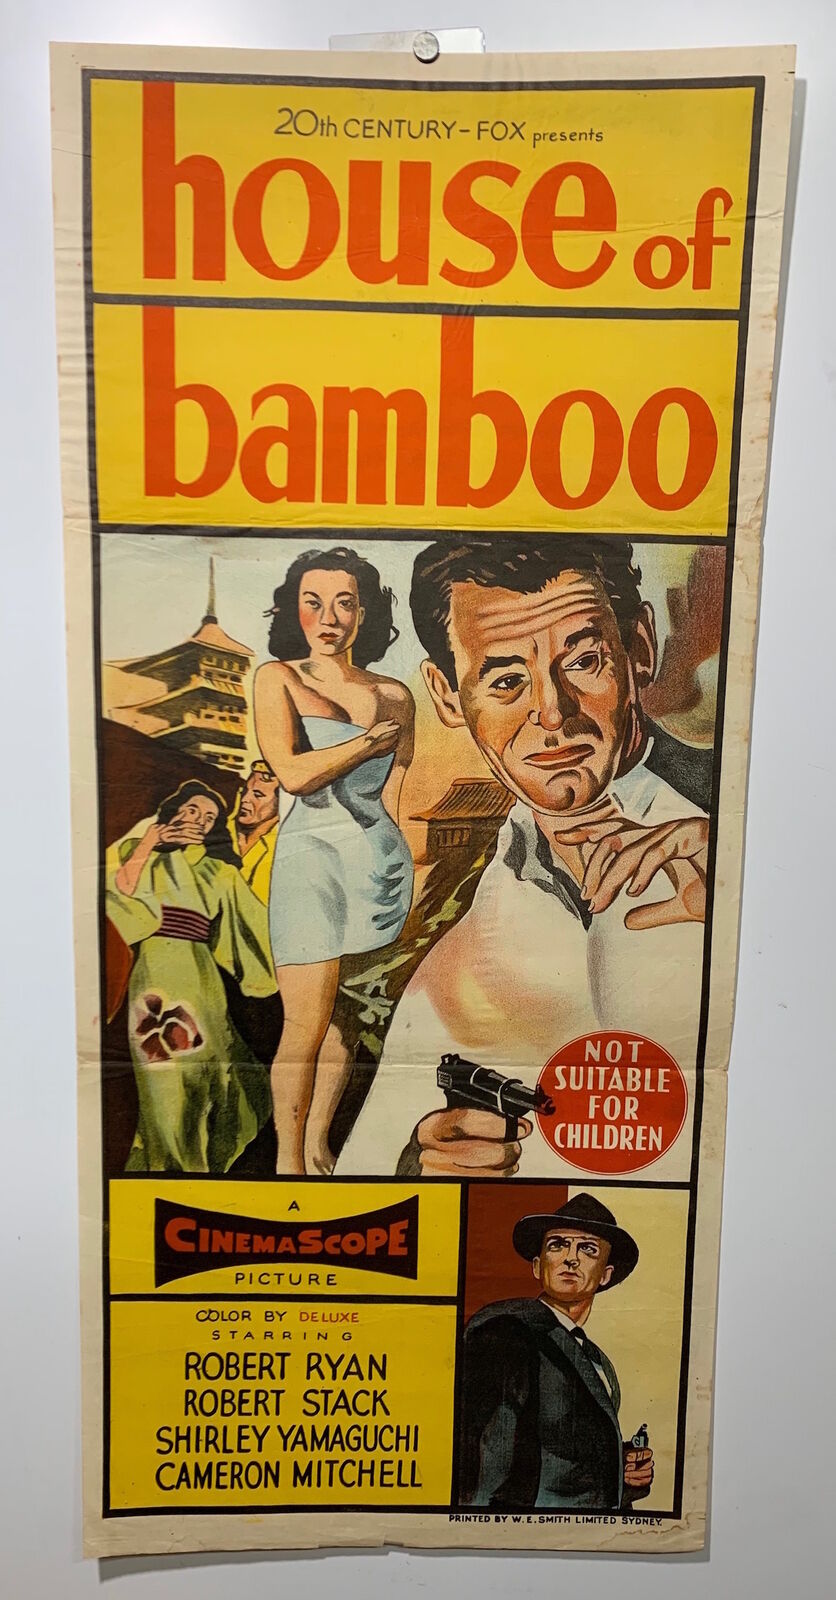 20th CENTURY-FOX presents
house of
bamboo
NOT
SUITABLE
FOR
CHILDREN
A
CINEMASCOPE
PICTURE
COLOR BY DELUXE
STARRING
ROBERT RYAN
ROBERT STACK
SHIRLEY YAMAGUCHI
CAMERON MITCHELL
PRINTED BY W.E. SMITH LIMITED SYDNEY.